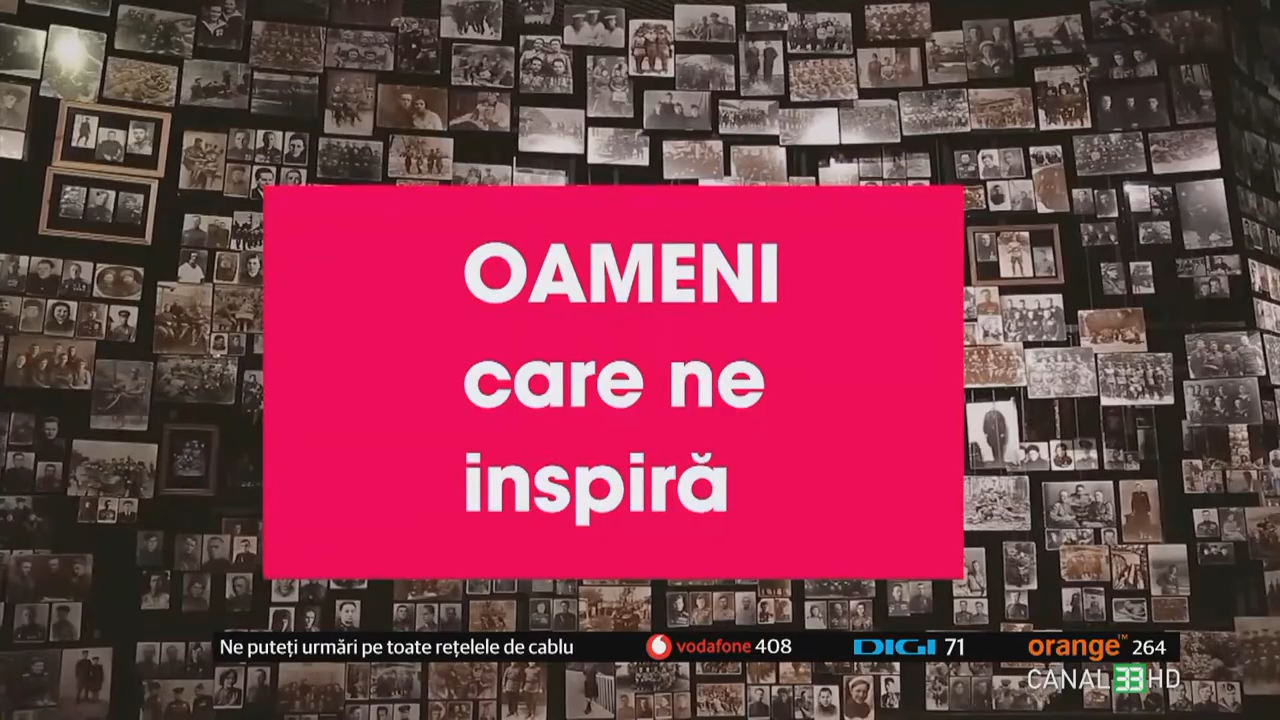 OAMENI
care ne
inspiră
Ne puteți urmări pe toate rețelele de cablu vodafone 408 DIGI 71 orange™ 264
CANAL 33 HD